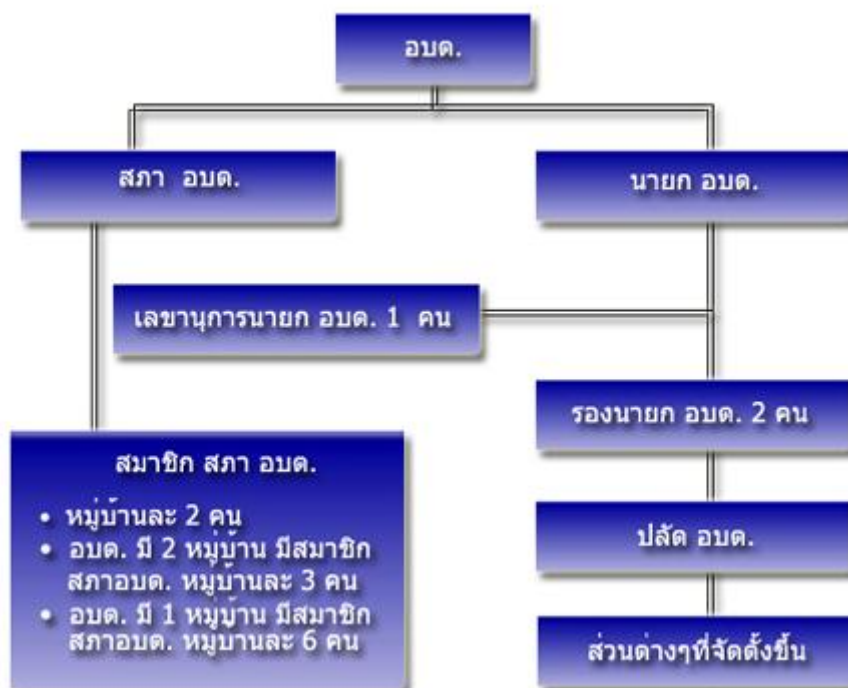 อบต.
สภา อบต.
นายก อบต.
เลขานุการนายก อบต. 1 คน
รองนายก อบต. 2 คน
สมาชิก สภา อบต.
• หมู่บ้านละ 2 คน
• อบต. มี 2 หมู่บ้าน มีสมาชิก
สภาอบต. หมู่บ้านละ 3 คน
• อบต. มี 1 หมู่บ้าน มีสมาชิก
สภาอบต. หมู่บ้านละ 6 คน
ปลัด อบต.
ส่วนต่างๆที่จัดตั้งขึ้น